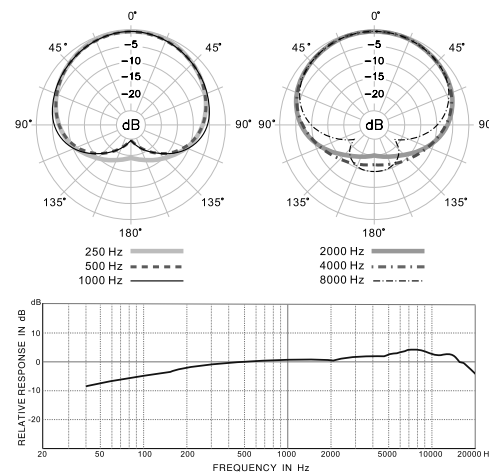 0° 0°
45° 45° 45° 45°
−5 −5
−10 −10
−15 −15
−20 −20
90° 90° 90° 90°
dB dB
135° 135° 135° 135°
180° 180°
250 Hz 2000 Hz
500 Hz 4000 Hz
1000 Hz 8000 Hz
dB
10
0
-10
-20
RELATIVE RESPONSE IN dB
20 50 100 200 500 1000 2000 5000 10000 20000 H
FREQUENCY IN Hz